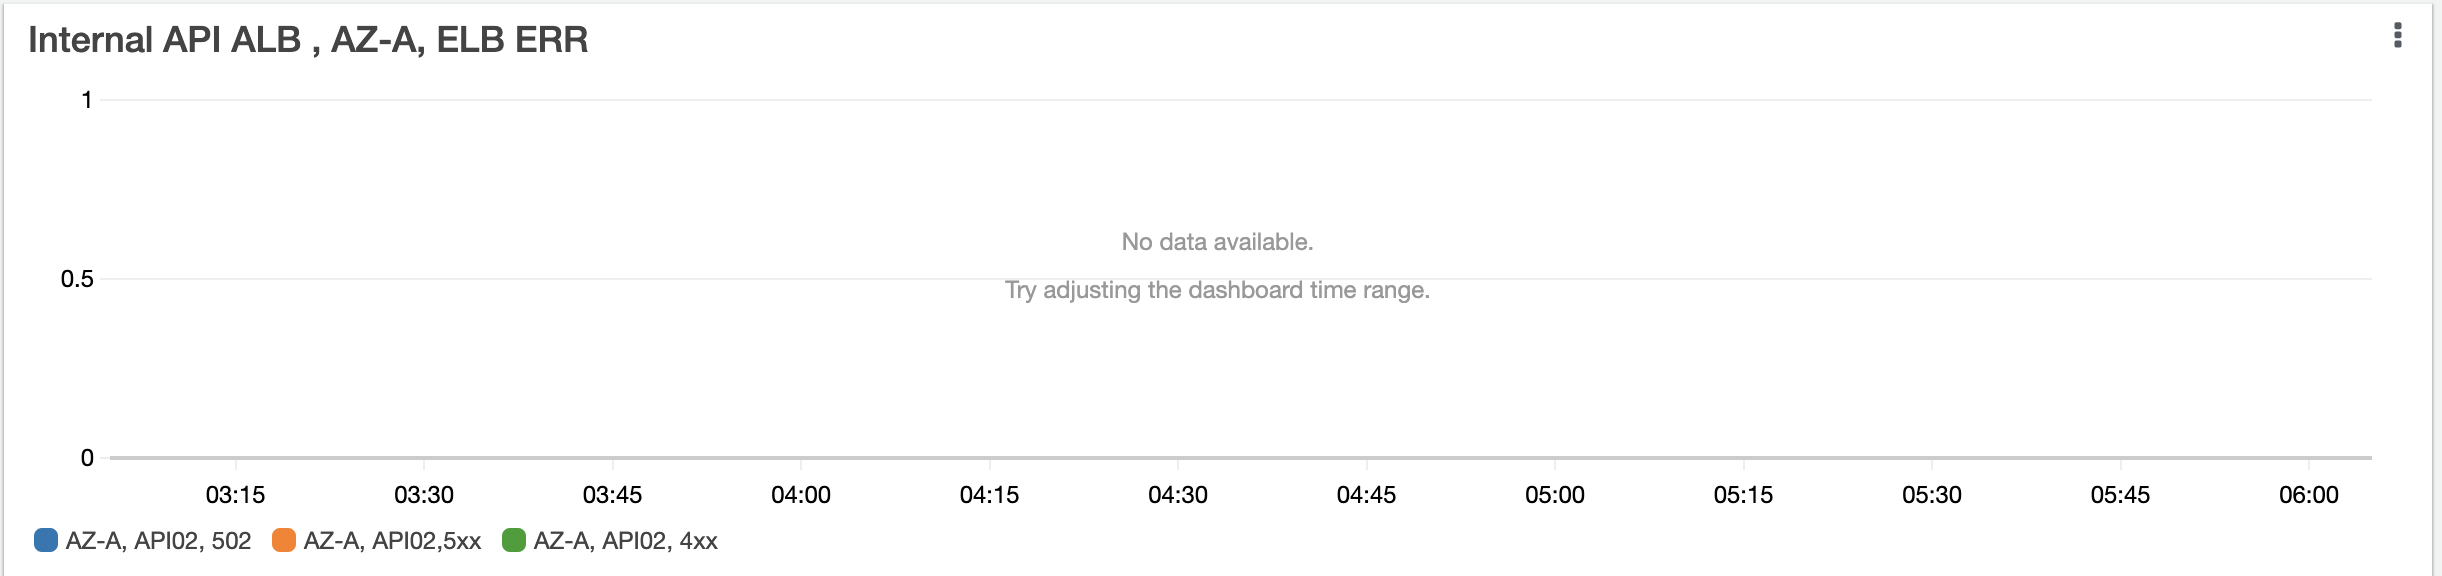 Internal API ALB , AZ-A, ELB ERR
1
No data available.
0.5
Try adjusting the dashboard time range.
0
03:15 03:30 03:45 04:00 04:15 04:30 04:45 05:00 05:15 05:30 05:45 06:00
AZ-A, API02, 502 AZ-A, API02,5xx AZ-A, API02, 4xx